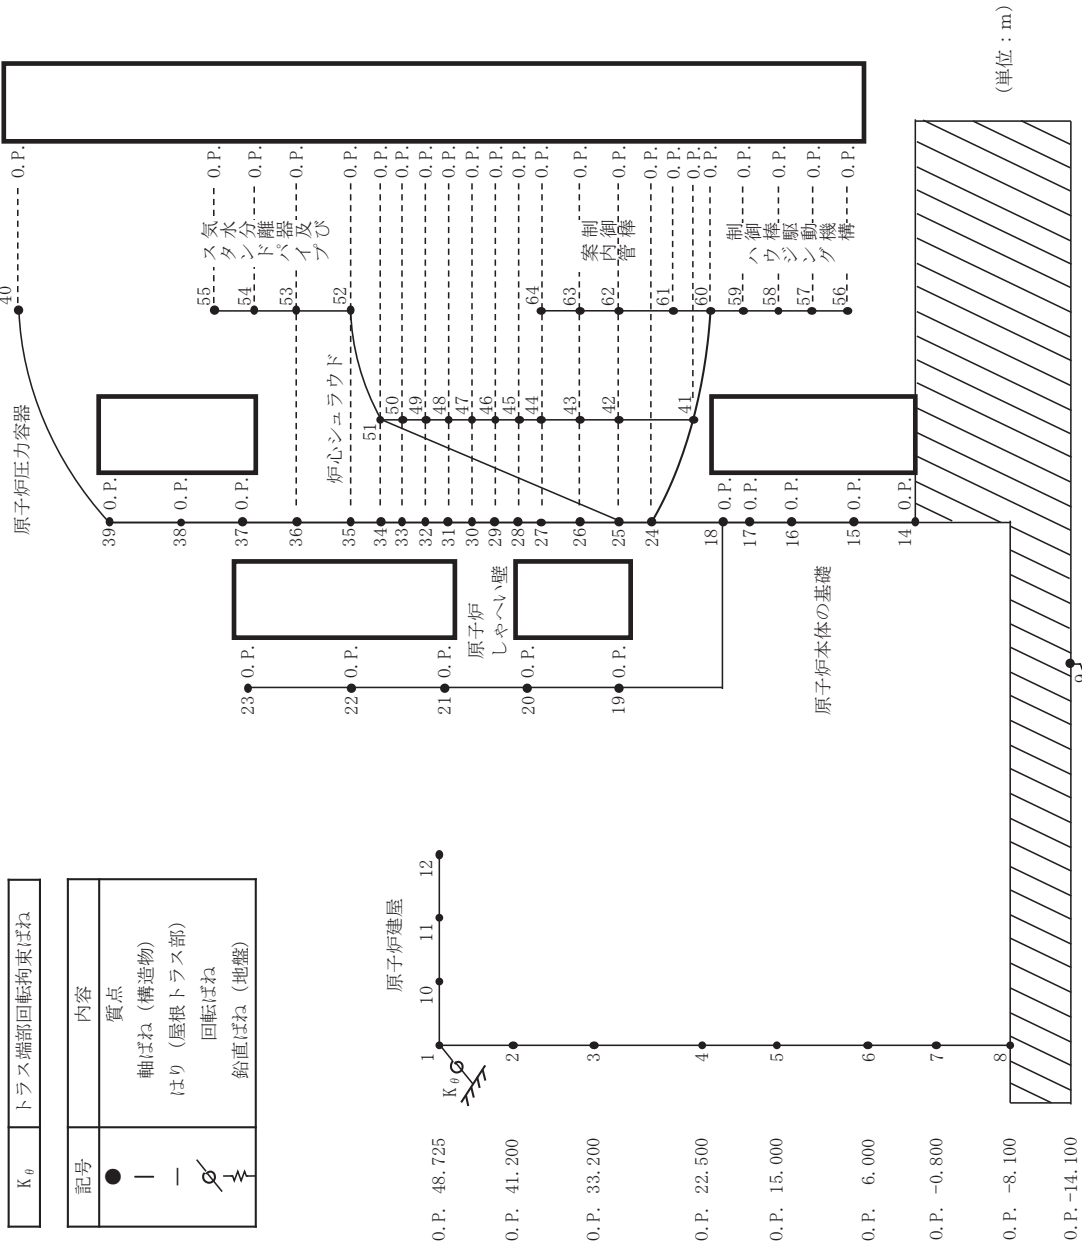 K_θ トラス端部回転拘束ばね
記号 内容
質点
軸ばね (構造物)
はり (屋根トラス部)
回転ばね
鉛直ばね (地盤)
(単位：m)
原子炉圧力容器
40 O.P.
39 O.P.
38 O.P.
37 O.P.
36
35
34
33
32
31
30
29
28
27
26
25
24
気水分離器及び
スタンドパイプ
55 O.P.
54 O.P.
53 O.P.
52 O.P.
炉心シュラウド
51 O.P.
50 O.P.
49 O.P.
48 O.P.
47 O.P.
46 O.P.
45 O.P.
44
43
42
41 O.P.
制御棒
案内管
64 O.P.
63 O.P.
62 O.P.
O.P.
61 O.P.
60 O.P.
制御棒駆動機構
ハウジング
59 O.P.
58 O.P.
57 O.P.
56 O.P.
原子炉
しゃへい壁
23 O.P.
22 O.P.
21 O.P.
20 O.P.
19 O.P.
原子炉本体の基礎
18 O.P.
17 O.P.
16 O.P.
15 O.P.
14 O.P.
原子炉建屋
1 10 11 12
K_θ
O.P. 48.725
2
O.P. 41.200
3
O.P. 33.200
4
O.P. 22.500
5
O.P. 15.000
6
O.P. 6.000
7
O.P. -0.800
8
O.P. -8.100
O.P. -14.100